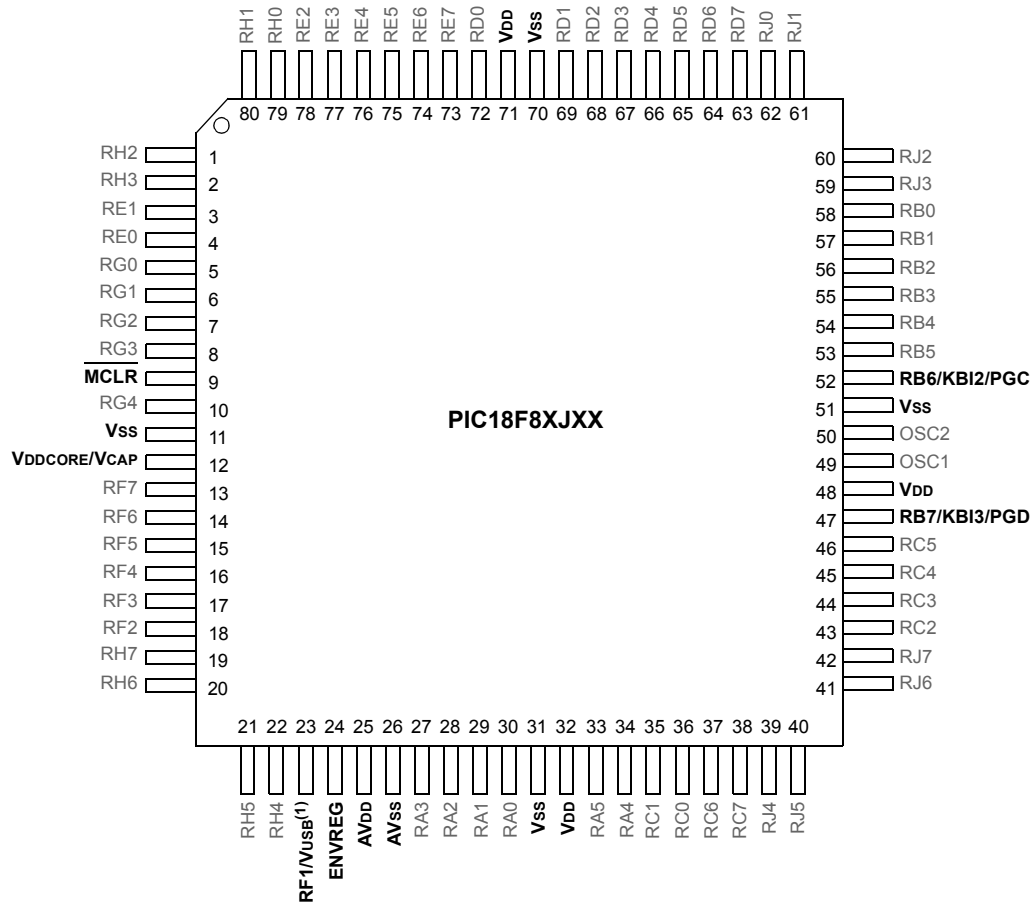 RH1 RH0 RE2 RE3 RE4 RE5 RE6 RE7 RD0 VDD VSS RD1 RD2 RD3 RD4 RD5 RD6 RD7 RJ0 RJ1
80 79 78 77 76 75 74 73 72 71 70 69 68 67 66 65 64 63 62 61
RH2 1
RH3 2
RE1 3
RE0 4
RG0 5
RG1 6
RG2 7
RG3 8
MCLR 9
RG4 10
VSS 11
VDDCORE/VCAP 12
RF7 13
RF6 14
RF5 15
RF4 16
RF3 17
RF2 18
RH7 19
RH6 20
PIC18F8XJXX
60 RJ2
59 RJ3
58 RB0
57 RB1
56 RB2
55 RB3
54 RB4
53 RB5
52 RB6/KBI2/PGC
51 VSS
50 OSC2
49 OSC1
48 VDD
47 RB7/KBI3/PGD
46 RC5
45 RC4
44 RC3
43 RC2
42 RJ7
41 RJ6
21 22 23 24 25 26 27 28 29 30 31 32 33 34 35 36 37 38 39 40
RH5 RH4 RF1/VUSB(1) ENVREG AVDD AVSS RA3 RA2 RA1 RA0 VSS VDD RA5 RA4 RC1 RC0 RC6 RC7 RJ4 RJ5